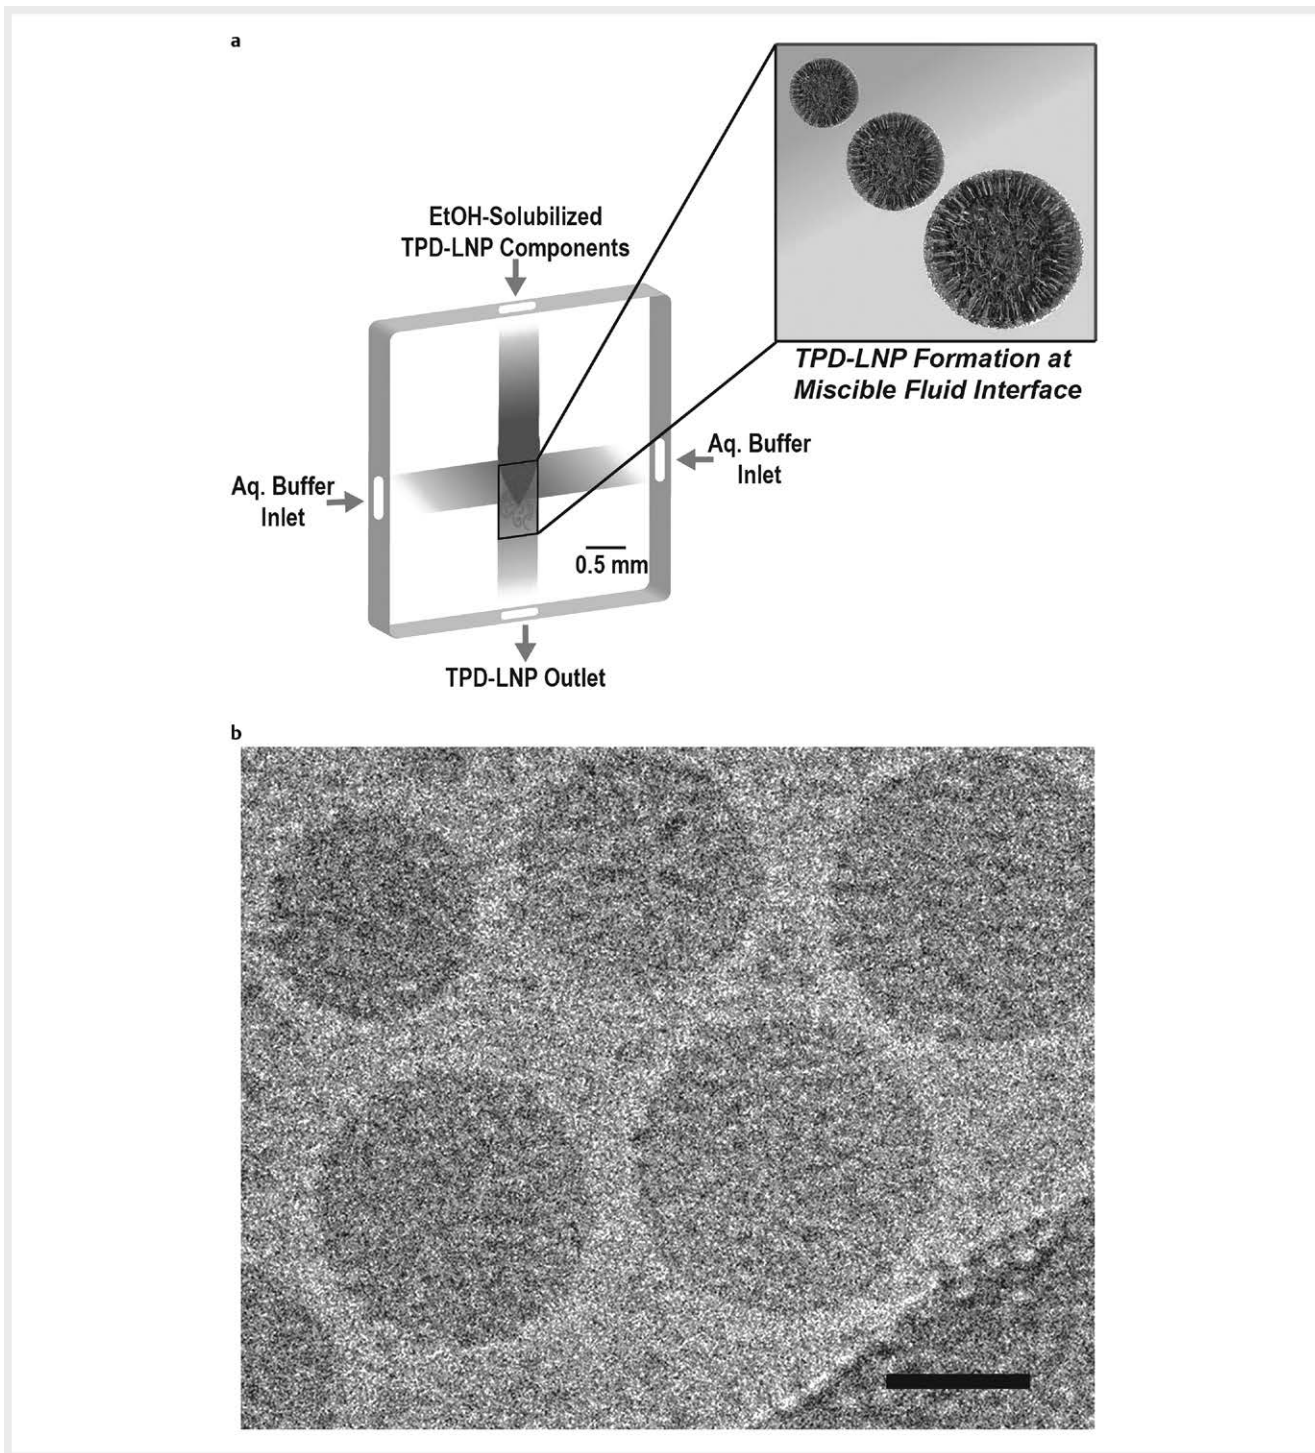 a
EtOH-Solubilized
TPD-LNP Components
TPD-LNP Formation at
Miscible Fluid Interface
Aq. Buffer
Inlet
Aq. Buffer
Inlet
0.5 mm
TPD-LNP Outlet
b